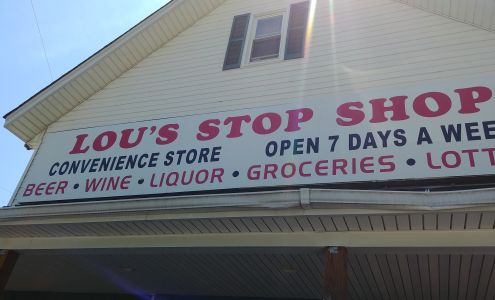 LOU'S STOP SHOP
CONVENIENCE STORE OPEN 7 DAYS A WEE
BEER • WINE • LIQUOR • GROCERIES • LOTT